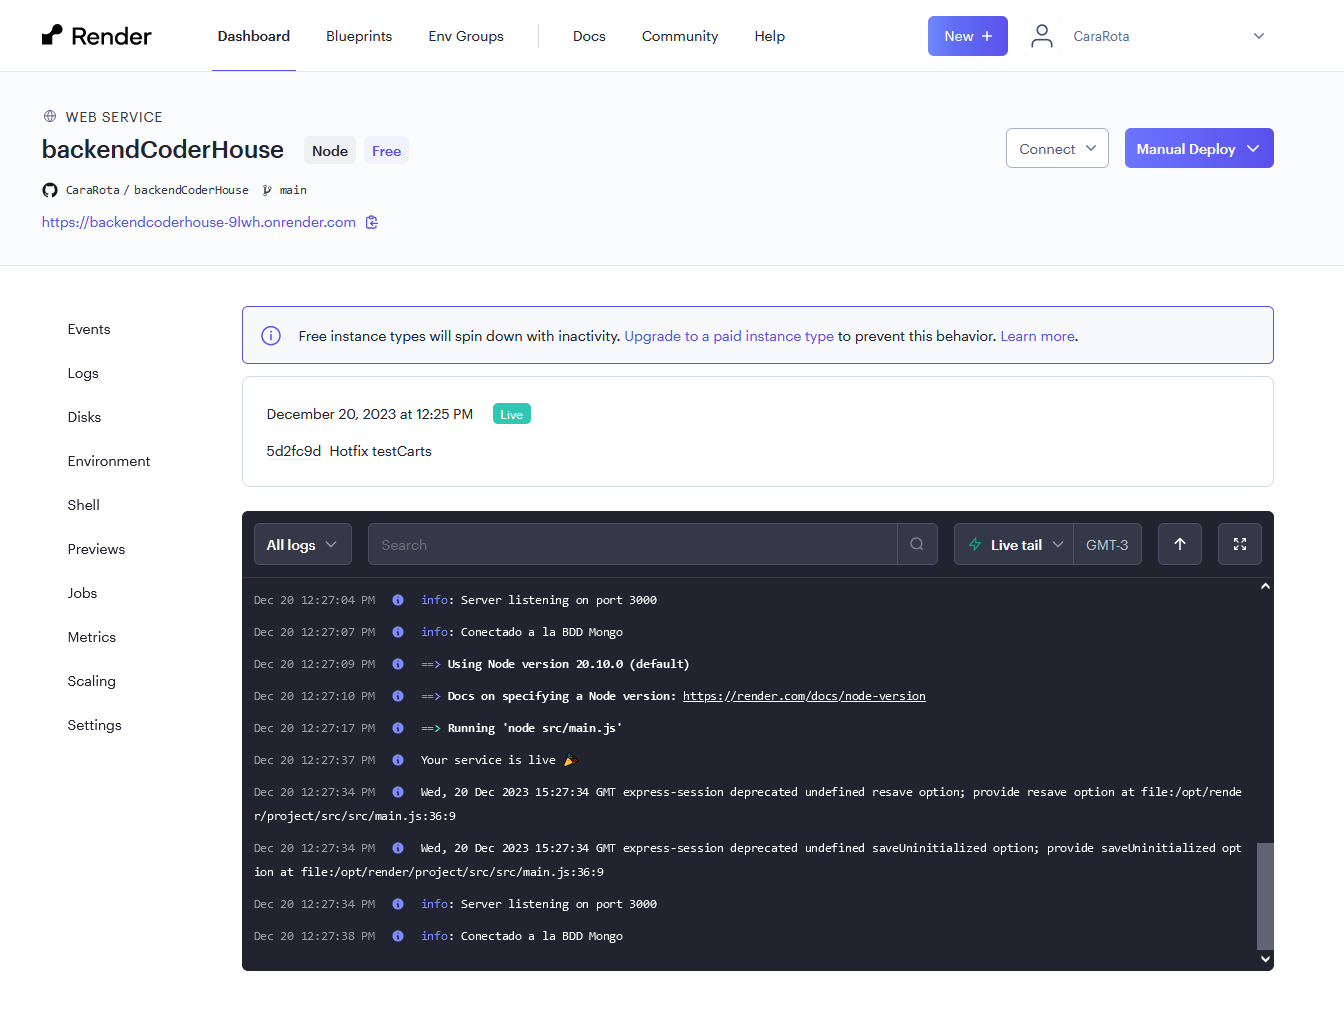 Render
Dashboard
Blueprints
Env Groups
Docs
Community
Help
New +
CaraRota
WEB SERVICE
backendCoderHouse
Node
Free
Connect
Manual Deploy
CaraRota / backendCoderHouse
main
https://backendcoderhouse-9lwh.onrender.com
Events
Logs
Disks
Environment
Shell
Previews
Jobs
Metrics
Scaling
Settings
Free instance types will spin down with inactivity. Upgrade to a paid instance type to prevent this behavior. Learn more.
December 20, 2023 at 12:25 PM
Live
5d2fc9d Hotfix testCarts
All logs
Search
Live tail
GMT-3
Dec 20 12:27:04 PM info: Server listening on port 3000
Dec 20 12:27:07 PM info: Conectado a la BDD Mongo
Dec 20 12:27:09 PM ==> Using Node version 20.10.0 (default)
Dec 20 12:27:10 PM ==> Docs on specifying a Node version: https://render.com/docs/node-version
Dec 20 12:27:17 PM ==> Running 'node src/main.js'
Dec 20 12:27:37 PM Your service is live 🎉
Dec 20 12:27:34 PM Wed, 20 Dec 2023 15:27:34 GMT express-session deprecated undefined resave option; provide resave option at file:/opt/rende
r/project/src/src/main.js:36:9
Dec 20 12:27:34 PM Wed, 20 Dec 2023 15:27:34 GMT express-session deprecated undefined saveUninitialized option; provide saveUninitialized opt
ion at file:/opt/render/project/src/src/main.js:36:9
Dec 20 12:27:34 PM info: Server listening on port 3000
Dec 20 12:27:38 PM info: Conectado a la BDD Mongo